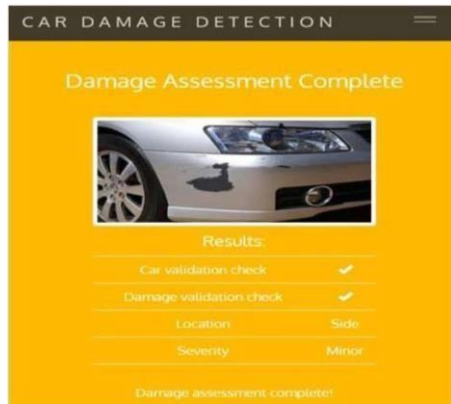 CAR DAMAGE DETECTION
Damage Assessment Complete
Results:
Car validation check ✓
Damage validation check ✓
Location Side
Severity Minor
Damage assessment complete!